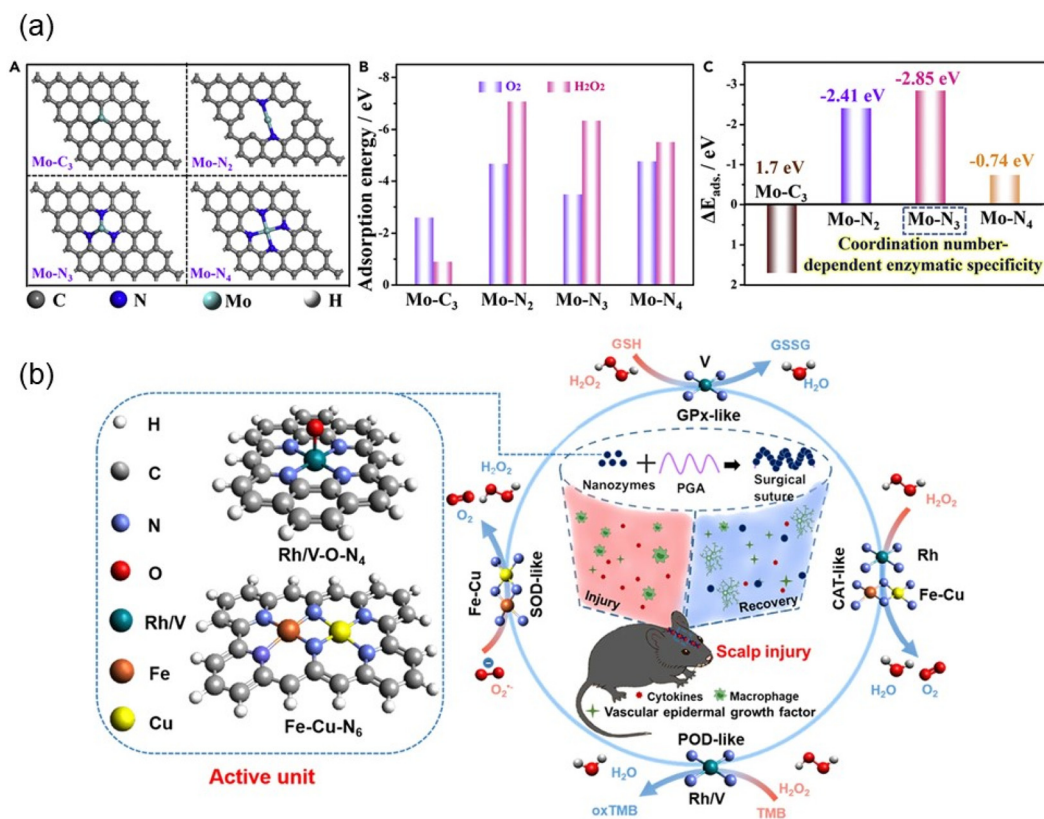 (a)
A
Mo-C₃
Mo-N₂
Mo-N₃
Mo-N₄
C N Mo H
B
O₂ H₂O₂
Adsorption energy / eV
-8
-6
-4
-2
0
Mo-C₃ Mo-N₂ Mo-N₃ Mo-N₄
C
ΔE_ads. / eV
-3
-2
-1
0
1
2
1.7 eV
Mo-C₃
-2.41 eV
Mo-N₂
-2.85 eV
Mo-N₃
-0.74 eV
Mo-N₄
Coordination number-
dependent enzymatic specificity
(b)
H
C
N
O
Rh/V
Fe
Cu
Rh/V-O-N₄
Fe-Cu-N₆
Active unit
GSH
H₂O₂
V
GPx-like
GSSG
H₂O
H₂O₂
O₂
Fe-Cu
SOD-like
O₂•−
Nanozymes
PGA
Surgical
suture
Injury
Recovery
Scalp injury
Cytokines Macrophage
Vascular epidermal growth factor
H₂O₂
Rh
Fe-Cu
CAT-like
H₂O O₂
POD-like
Rh/V
H₂O
oxTMB
H₂O₂
TMB